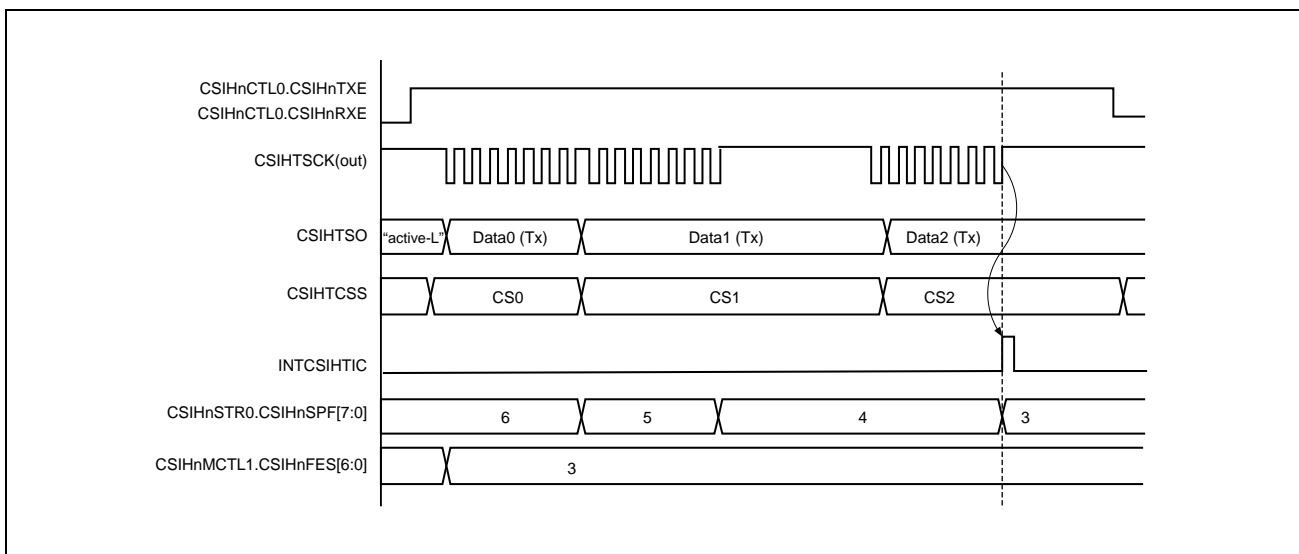 CSIHnCTL0.CSIHnTXE
CSIHnCTL0.CSIHnRXE
CSIHTSCK(out)
CSIHTSO
"active-L" Data0 (Tx) Data1 (Tx) Data2 (Tx)
CSIHTCSS
CS0 CS1 CS2
INTCSIHTIC
CSIHnSTR0.CSIHnSPF[7:0]
6 5 4 3
CSIHnMCTL1.CSIHnFES[6:0]
3